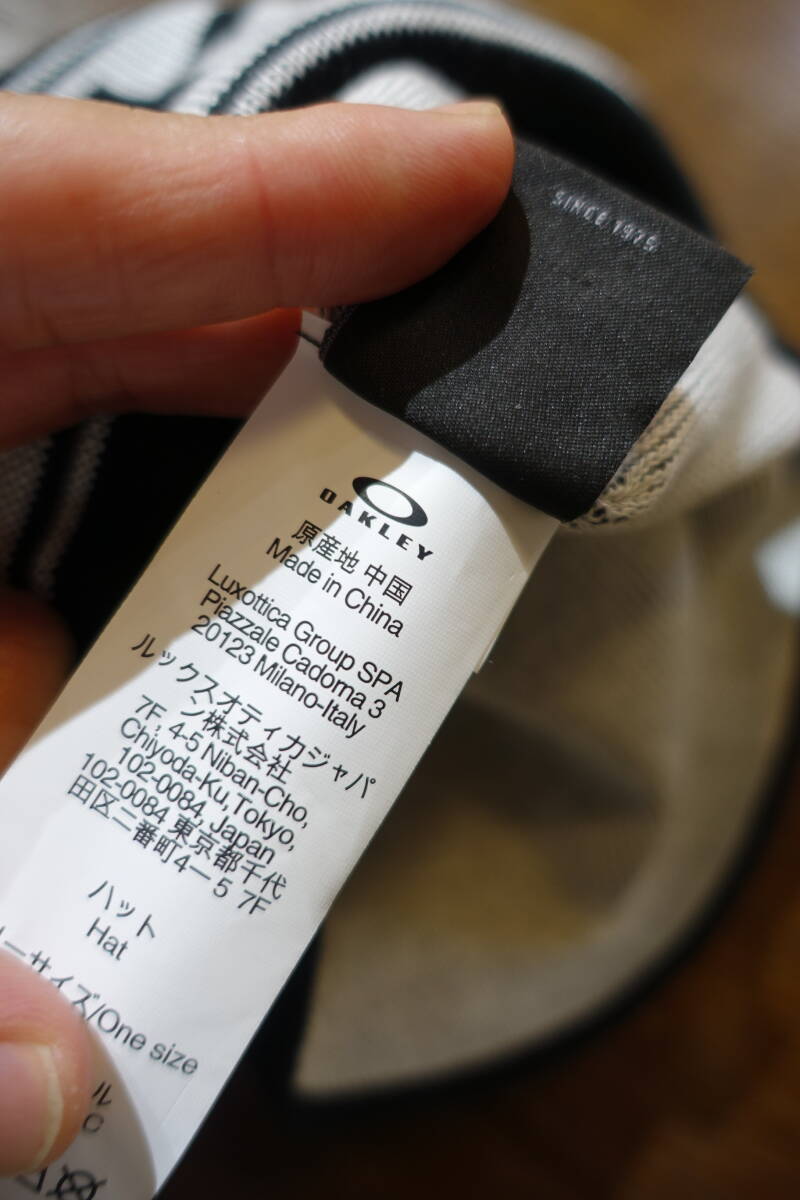 SINCE 1975
OAKLEY
原産地 中国
Made in China
Luxottica Group SPA
Piazzale Cadorna 3
20123 Milano-Italy
ルックスオティカジャパ
ン株式会社
7F, 4-5 Niban-Cho,
Chiyoda-Ku, Tokyo,
102-0084, Japan
102-0084 東京都千代
田区二番町4ー5 7F
ハット
Hat
ーサイズ/One size
ル
C